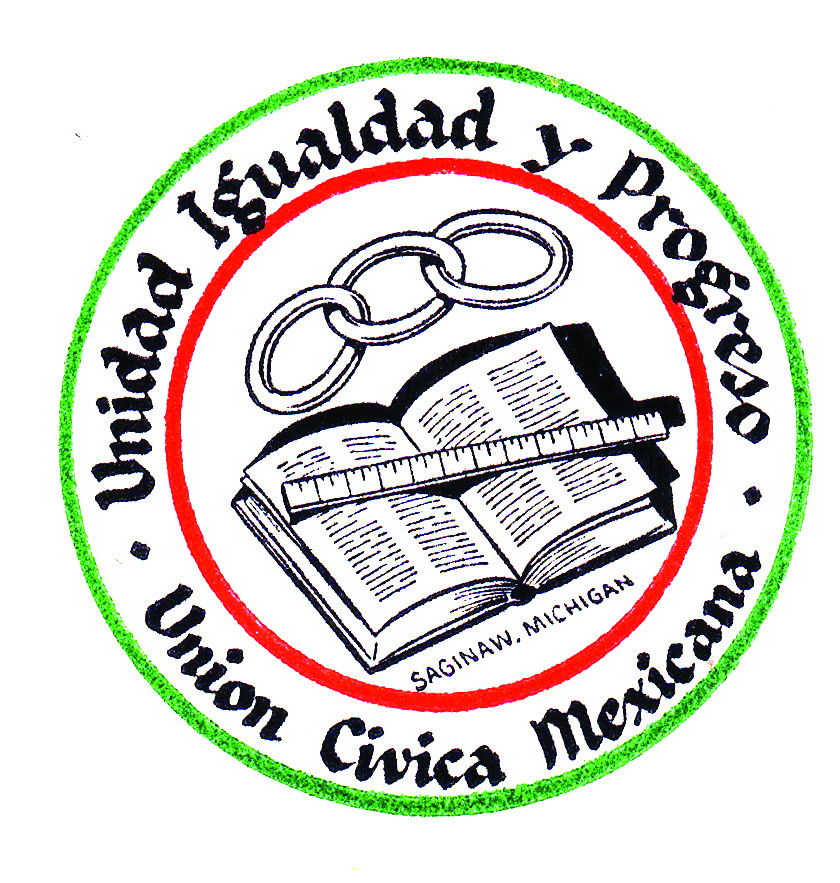 Unidad Igualdad y Progreso
Union Civica Mexicana
SAGINAW, MICHIGAN